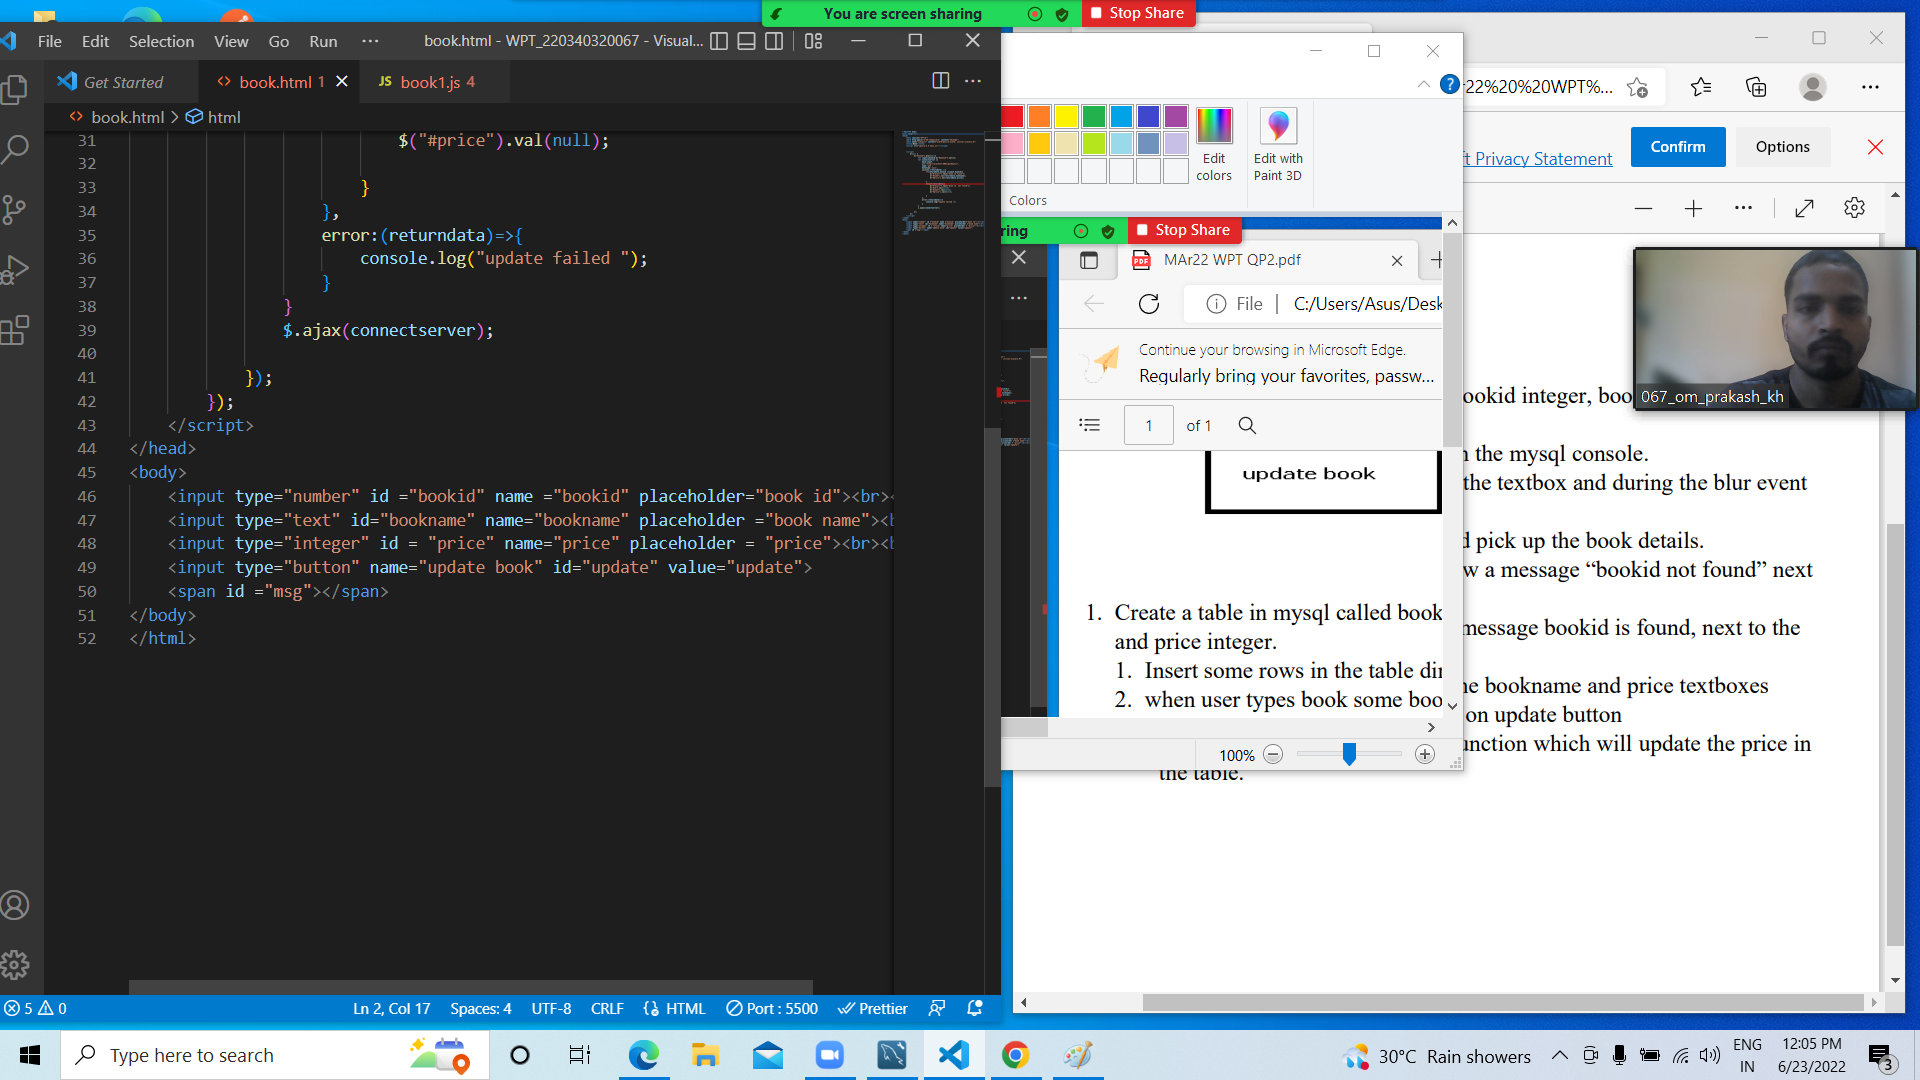 You are screen sharing
Stop Share
File Edit Selection View Go Run ··· book.html - WPT_220340320067 - Visual...
Get Started
book.html 1
JS book1.js 4
book.html > html
31 $("#price").val(null);
32
33 }
34 },
35 error:(returndata)=>{
36 console.log("update failed ");
37 }
38 }
39 $.ajax(connectserver);
40
41 });
42 });
43 </script>
44 </head>
45 <body>
46 <input type="number" id ="bookid" name ="bookid" placeholder="book id"><br><
47 <input type="text" id="bookname" name="bookname" placeholder ="book name"><b
48 <input type="integer" id = "price" name="price" placeholder = "price"><br><b
49 <input type="button" name="update book" id="update" value="update">
50 <span id ="msg"></span>
51 </body>
52 </html>
5 0
Ln 2, Col 17 Spaces: 4 UTF-8 CRLF HTML Port : 5500 Prettier
Edit colors
Edit with Paint 3D
Colors
ring
Stop Share
PDF MAr22 WPT QP2.pdf
File | C:/Users/Asus/Desk
Continue your browsing in Microsoft Edge.
Regularly bring your favorites, passw...
1 of 1
update book
1. Create a table in mysql called book
and price integer.
1. Insert some rows in the table dir
2. when user types book some boo
100%
r22%20%20WPT%...
t Privacy Statement
Confirm
Options
067_om_prakash_kh
ookid integer, boo
n the mysql console.
the textbox and during the blur event
d pick up the book details.
w a message “bookid not found” next
message bookid is found, next to the
ne bookname and price textboxes
on update button
unction which will update the price in
the table.
Type here to search
30°C Rain showers
ENG
IN
12:05 PM
6/23/2022
3